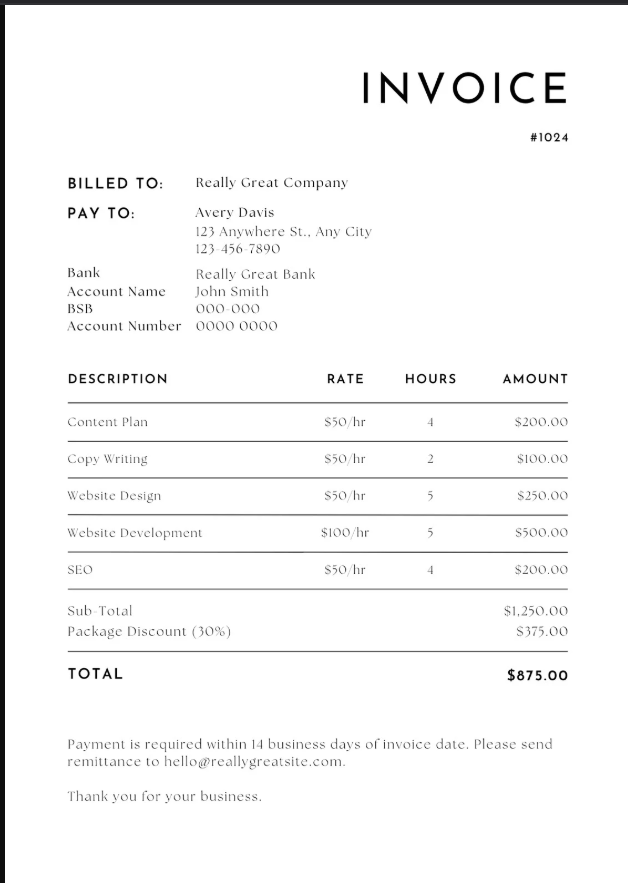 INVOICE
#1024
BILLED TO: Really Great Company
PAY TO: Avery Davis
123 Anywhere St., Any City
123-456-7890
Bank Really Great Bank
Account Name John Smith
BSB 000-000
Account Number 0000 0000
DESCRIPTION RATE HOURS AMOUNT
Content Plan $50/hr 4 $200.00
Copy Writing $50/hr 2 $100.00
Website Design $50/hr 5 $250.00
Website Development $100/hr 5 $500.00
SEO $50/hr 4 $200.00
Sub-Total $1,250.00
Package Discount (30%) $375.00
TOTAL $875.00
Payment is required within 14 business days of invoice date. Please send
remittance to hello@reallygreatsite.com.
Thank you for your business.